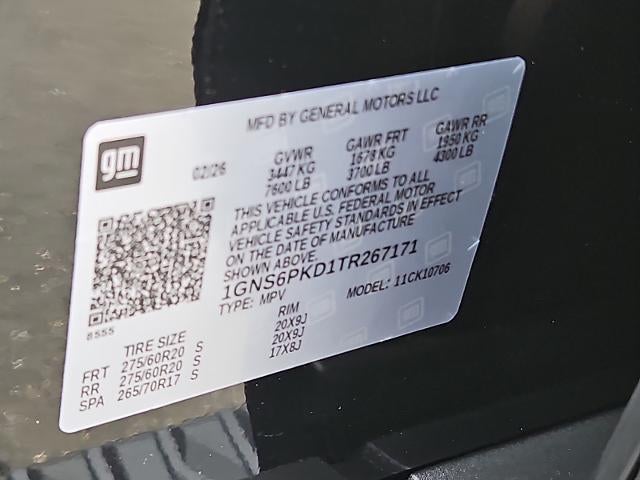 MFD BY GENERAL MOTORS LLC
gm
02/26
GVWR GAWR FRT GAWR RR
3447 KG 1678 KG 1950 KG
7600 LB 3700 LB 4300 LB
THIS VEHICLE CONFORMS TO ALL
APPLICABLE U.S. FEDERAL MOTOR
VEHICLE SAFETY STANDARDS IN EFFECT
ON THE DATE OF MANUFACTURE
SHOWN ABOVE.
1GNS6PKD1TR267171
TYPE: MPV MODEL: 11CK10706
8555
TIRE SIZE RIM
FRT 275/60R20 S 20X9J
RR 275/60R20 S 20X9J
SPA 265/70R17 S 17X8J